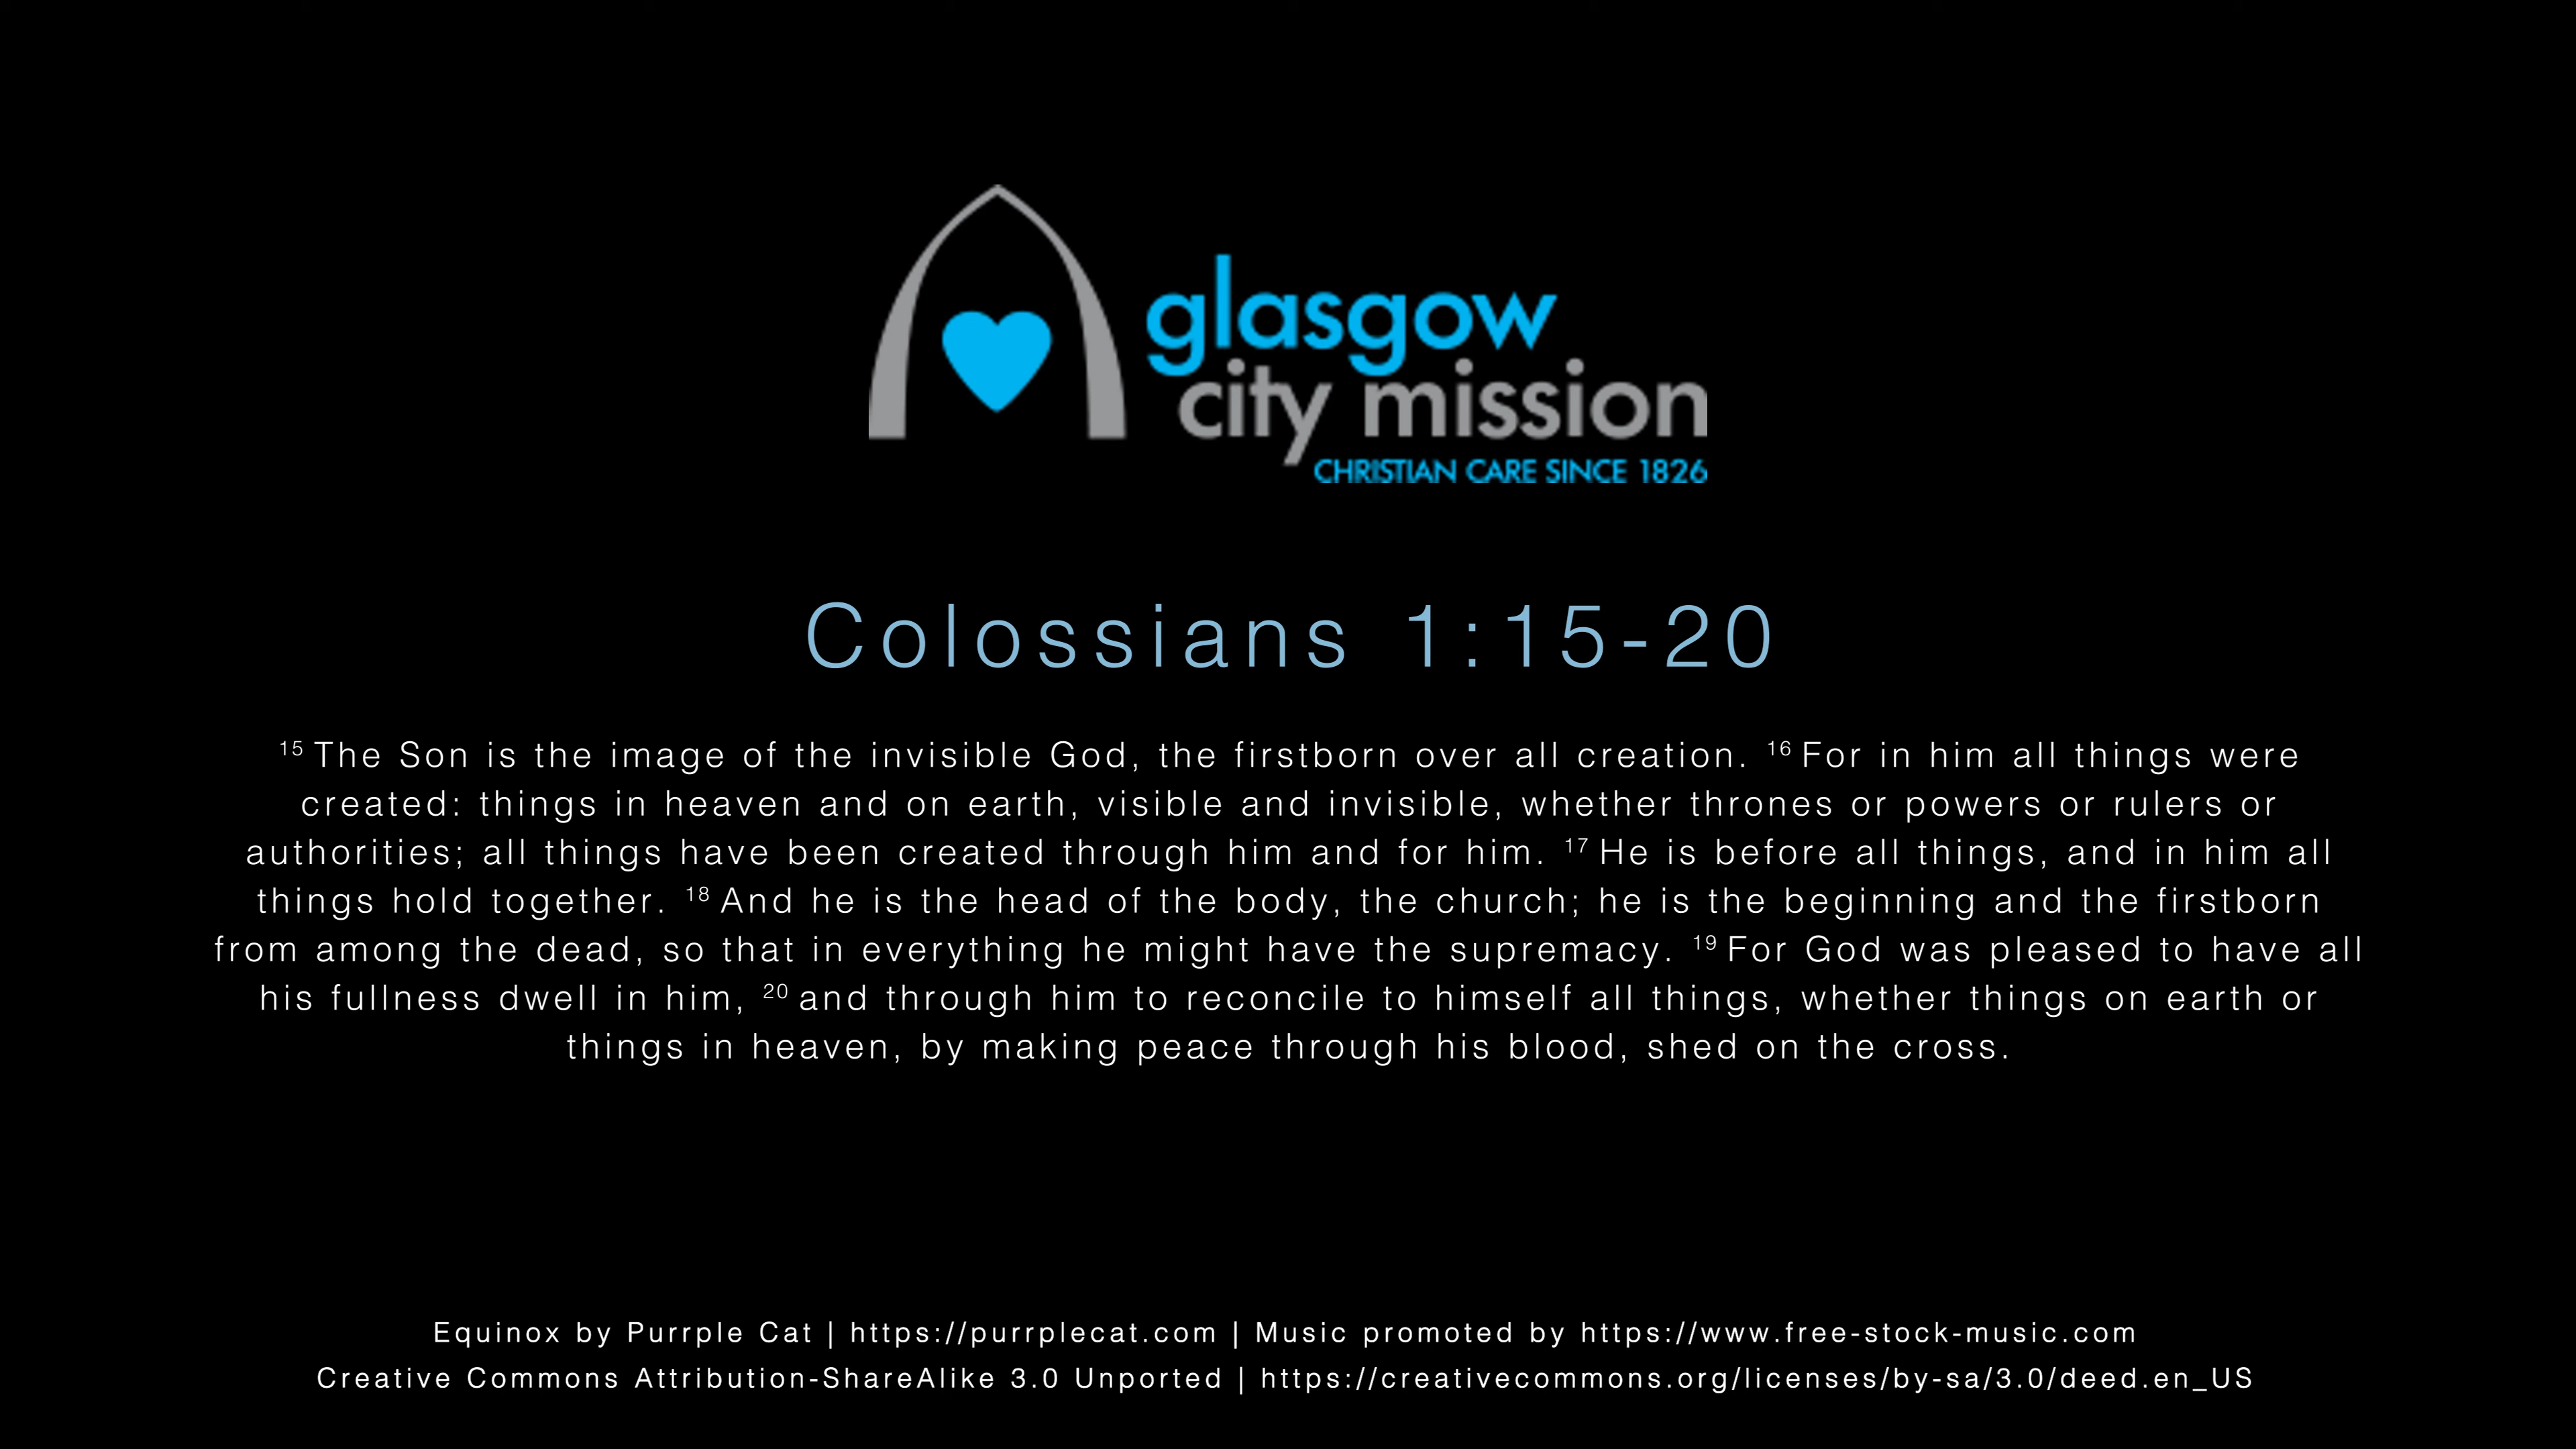 glasgow
city mission
CHRISTIAN CARE SINCE 1826
Colossians 1:15-20
15 The Son is the image of the invisible God, the firstborn over all creation. 16 For in him all things were
created: things in heaven and on earth, visible and invisible, whether thrones or powers or rulers or
authorities; all things have been created through him and for him. 17 He is before all things, and in him all
things hold together. 18 And he is the head of the body, the church; he is the beginning and the firstborn
from among the dead, so that in everything he might have the supremacy. 19 For God was pleased to have all
his fullness dwell in him, 20 and through him to reconcile to himself all things, whether things on earth or
things in heaven, by making peace through his blood, shed on the cross.
Equinox by Purrple Cat | https://purrplecat.com | Music promoted by https://www.free-stock-music.com
Creative Commons Attribution-ShareAlike 3.0 Unported | https://creativecommons.org/licenses/by-sa/3.0/deed.en_US